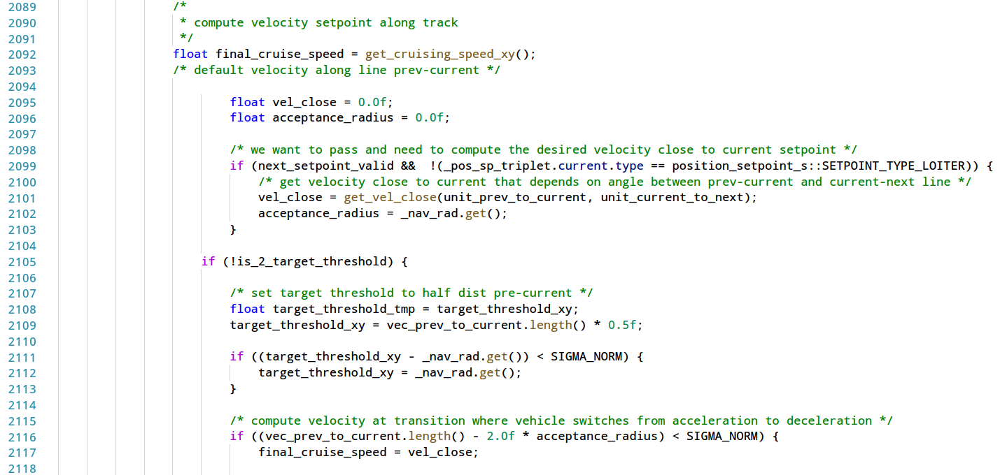 2089 /*
2090  * compute velocity setpoint along track
2091  */
2092 float final_cruise_speed = get_cruising_speed_xy();
2093 /* default velocity along line prev-current */
2094
2095         float vel_close = 0.0f;
2096         float acceptance_radius = 0.0f;
2097
2098         /* we want to pass and need to compute the desired velocity close to current setpoint */
2099         if (next_setpoint_valid &&  !(_pos_sp_triplet.current.type == position_setpoint_s::SETPOINT_TYPE_LOITER)) {
2100             /* get velocity close to current that depends on angle between prev-current and current-next line */
2101             vel_close = get_vel_close(unit_prev_to_current, unit_current_to_next);
2102             acceptance_radius = _nav_rad.get();
2103         }
2104
2105     if (!is_2_target_threshold) {
2106
2107         /* set target threshold to half dist pre-current */
2108         float target_threshold_tmp = target_threshold_xy;
2109         target_threshold_xy = vec_prev_to_current.length() * 0.5f;
2110
2111         if ((target_threshold_xy - _nav_rad.get()) < SIGMA_NORM) {
2112             target_threshold_xy = _nav_rad.get();
2113         }
2114
2115         /* compute velocity at transition where vehicle switches from acceleration to deceleration */
2116         if ((vec_prev_to_current.length() - 2.0f * acceptance_radius) < SIGMA_NORM) {
2117             final_cruise_speed = vel_close;
2118